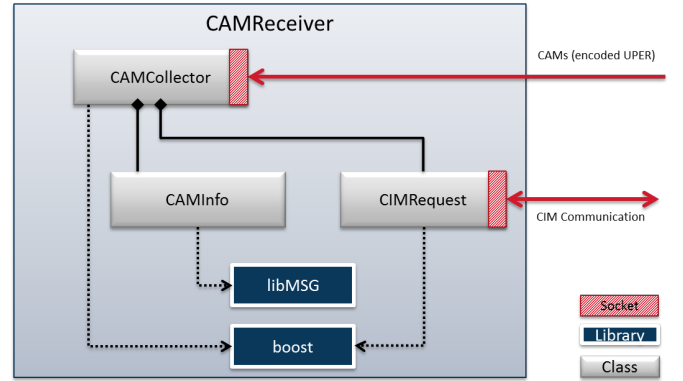 CAMReceiver
CAMCollector
CAMs (encoded UPER)
CAMInfo
CIMRequest
CIM Communication
libMSG
boost
Socket
Library
Class